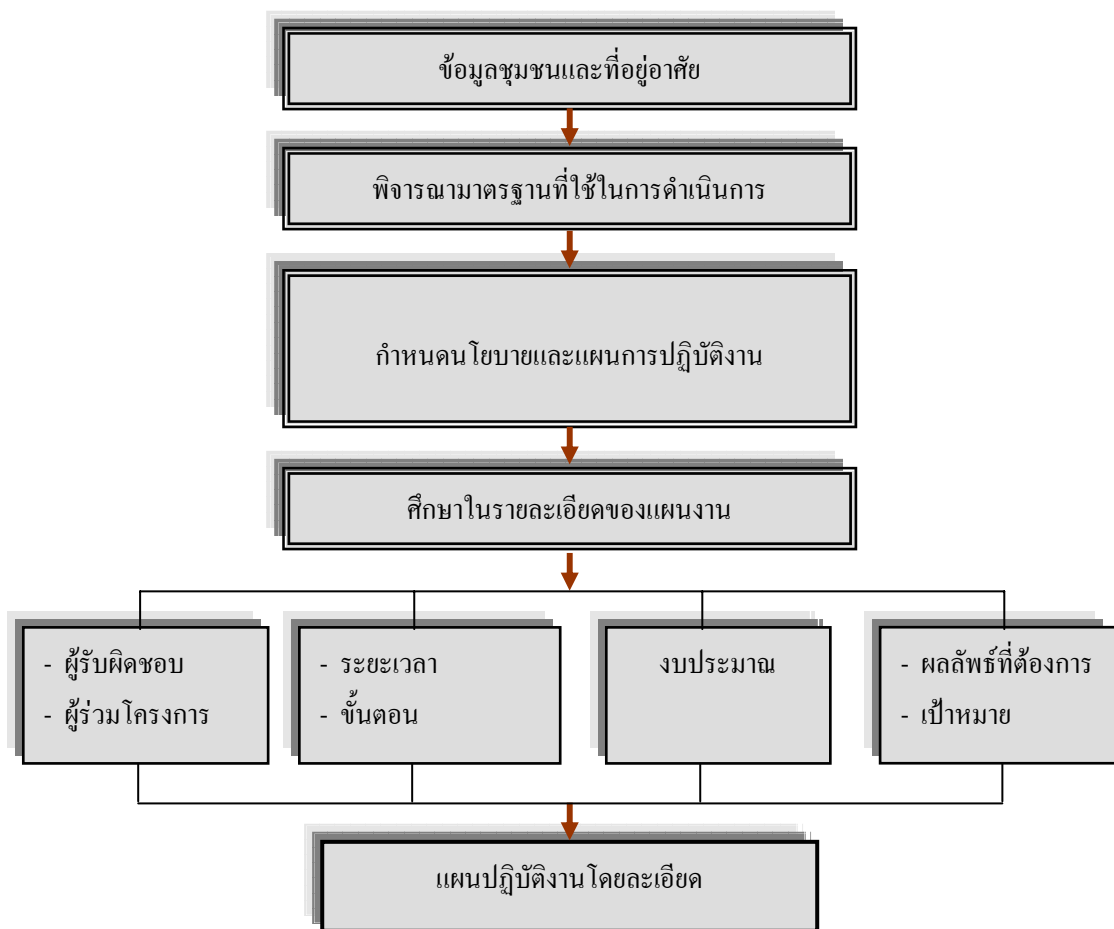 ข้อมูลชุมชนและที่อยู่อาศัย
พิจารณามาตรฐานที่ใช้ในการดำเนินการ
กำหนดนโยบายและแผนการปฏิบัติงาน
ศึกษาในรายละเอียดของแผนงาน
- ผู้รับผิดชอบ
- ผู้ร่วมโครงการ
- ระยะเวลา
- ขั้นตอน
งบประมาณ
- ผลลัพธ์ที่ต้องการ
- เป้าหมาย
แผนปฏิบัติงานโดยละเอียด